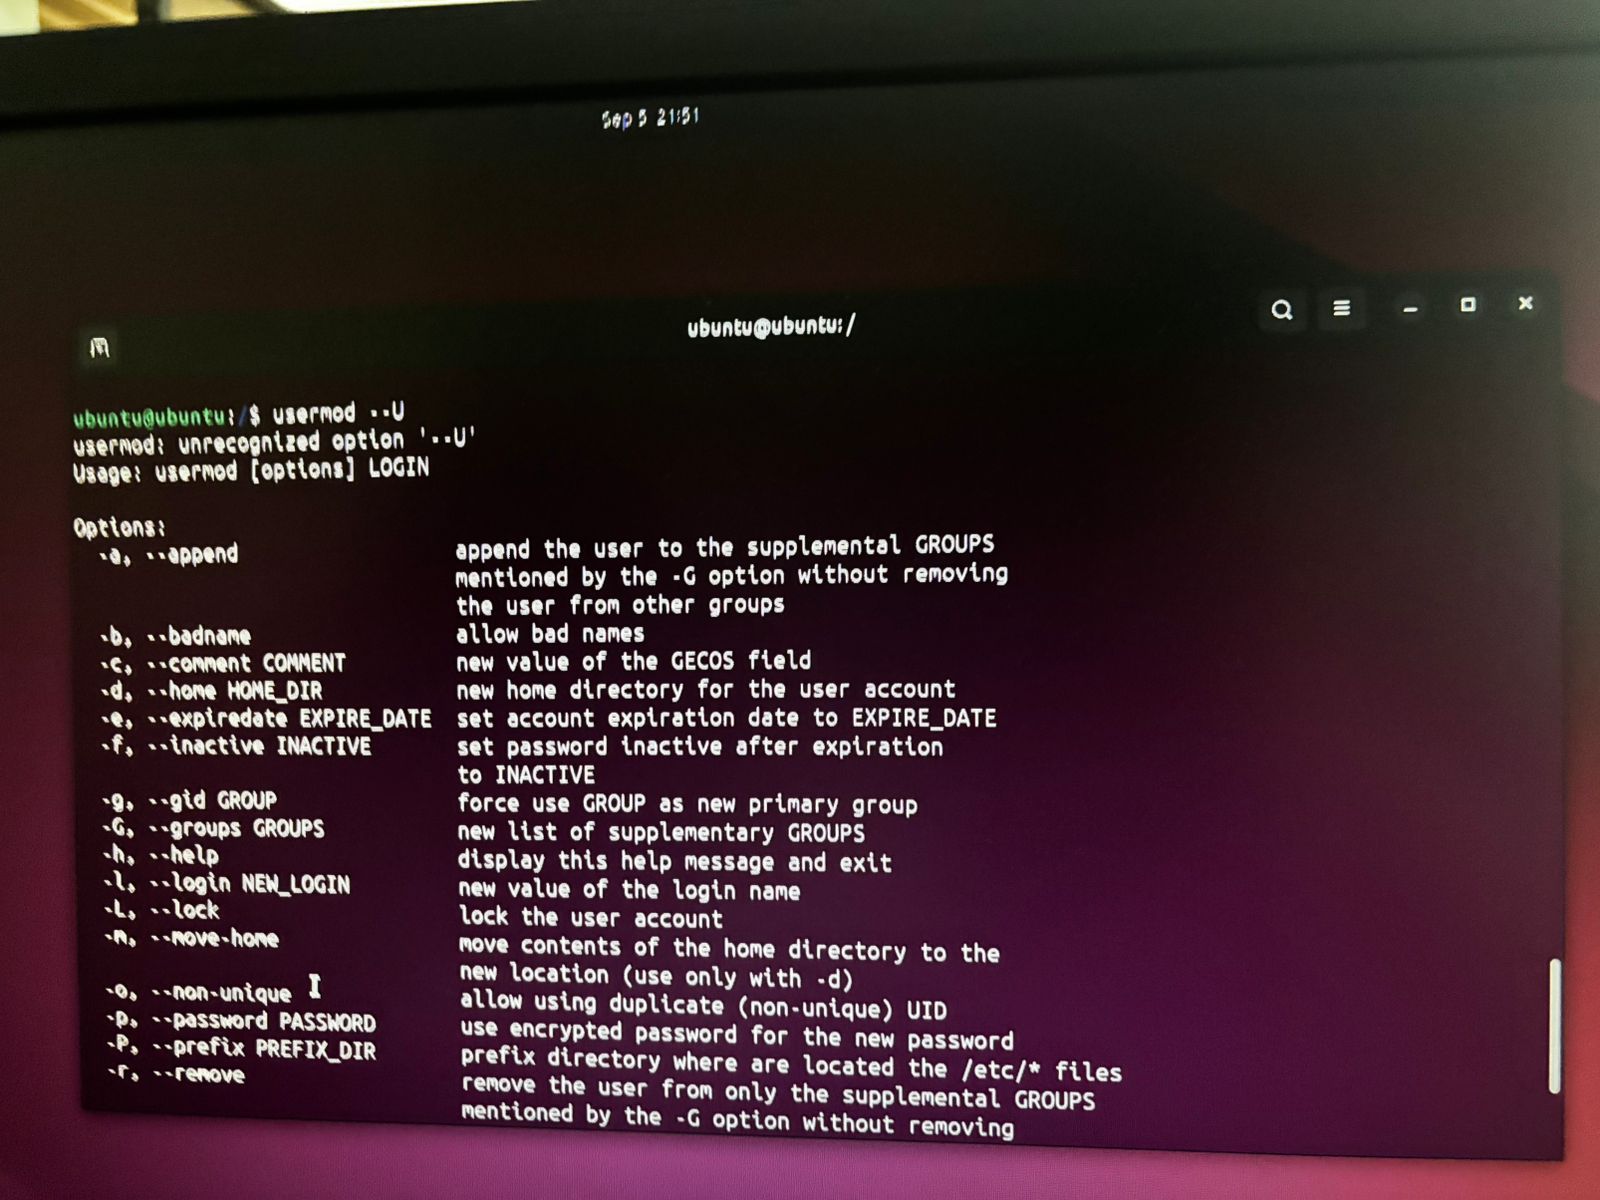 Sep 5 21:51
ubuntu@ubuntu:/
ubuntu@ubuntu:/$ usermod --U
usermod: unrecognized option '--U'
Usage: usermod [options] LOGIN
Options:
-a, --append append the user to the supplemental GROUPS
mentioned by the -G option without removing
the user from other groups
-b, --badname allow bad names
-c, --comment COMMENT new value of the GECOS field
-d, --home HOME_DIR new home directory for the user account
-e, --expiredate EXPIRE_DATE set account expiration date to EXPIRE_DATE
-f, --inactive INACTIVE set password inactive after expiration
to INACTIVE
-g, --gid GROUP force use GROUP as new primary group
-G, --groups GROUPS new list of supplementary GROUPS
-h, --help display this help message and exit
-l, --login NEW_LOGIN new value of the login name
-L, --lock lock the user account
-m, --move-home move contents of the home directory to the
new location (use only with -d)
-o, --non-unique allow using duplicate (non-unique) UID
-p, --password PASSWORD use encrypted password for the new password
-P, --prefix PREFIX_DIR prefix directory where are located the /etc/* files
-r, --remove remove the user from only the supplemental GROUPS
mentioned by the -G option without removing